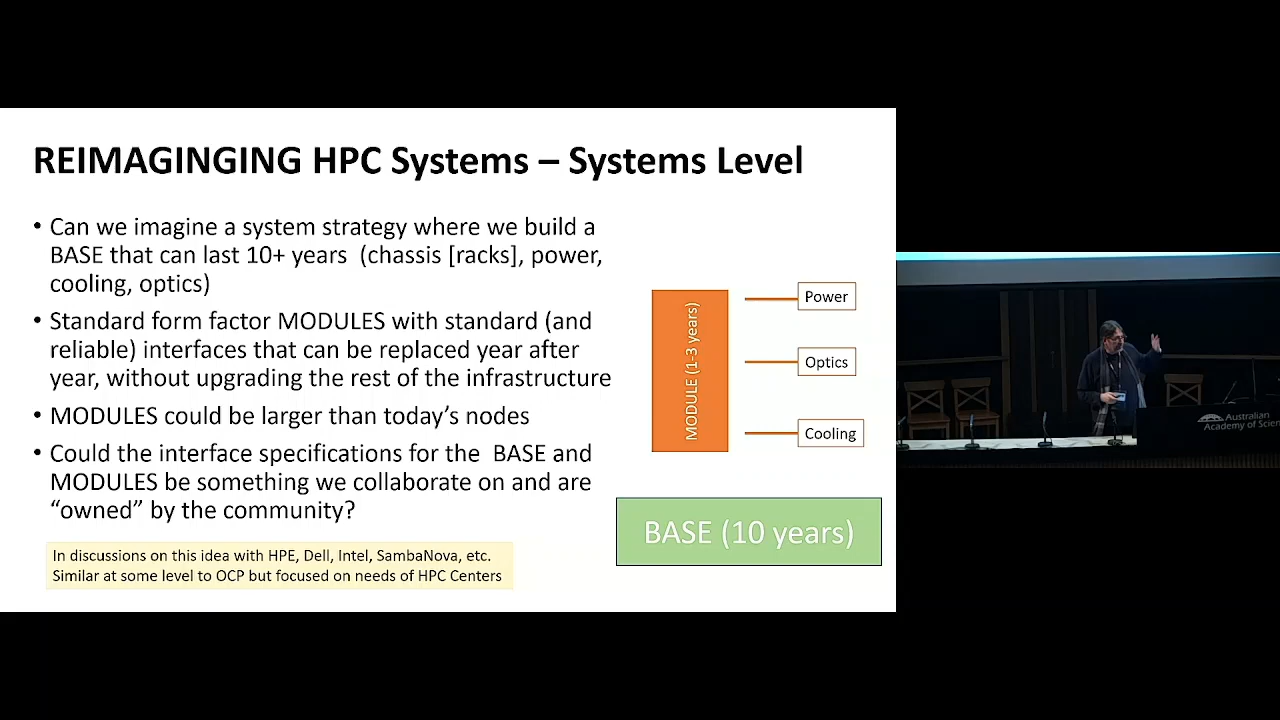 REIMAGINGING HPC Systems – Systems Level
• Can we imagine a system strategy where we build a
BASE that can last 10+ years (chassis [racks], power,
cooling, optics)
• Standard form factor MODULES with standard (and
reliable) interfaces that can be replaced year after
year, without upgrading the rest of the infrastructure
• MODULES could be larger than today's nodes
• Could the interface specifications for the BASE and
MODULES be something we collaborate on and are
“owned” by the community?
In discussions on this idea with HPE, Dell, Intel, SambaNova, etc.
Similar at some level to OCP but focused on needs of HPC Centers
MODULE (1-3 years)
Power
Optics
Cooling
BASE (10 years)
Australian
Academy of Scien